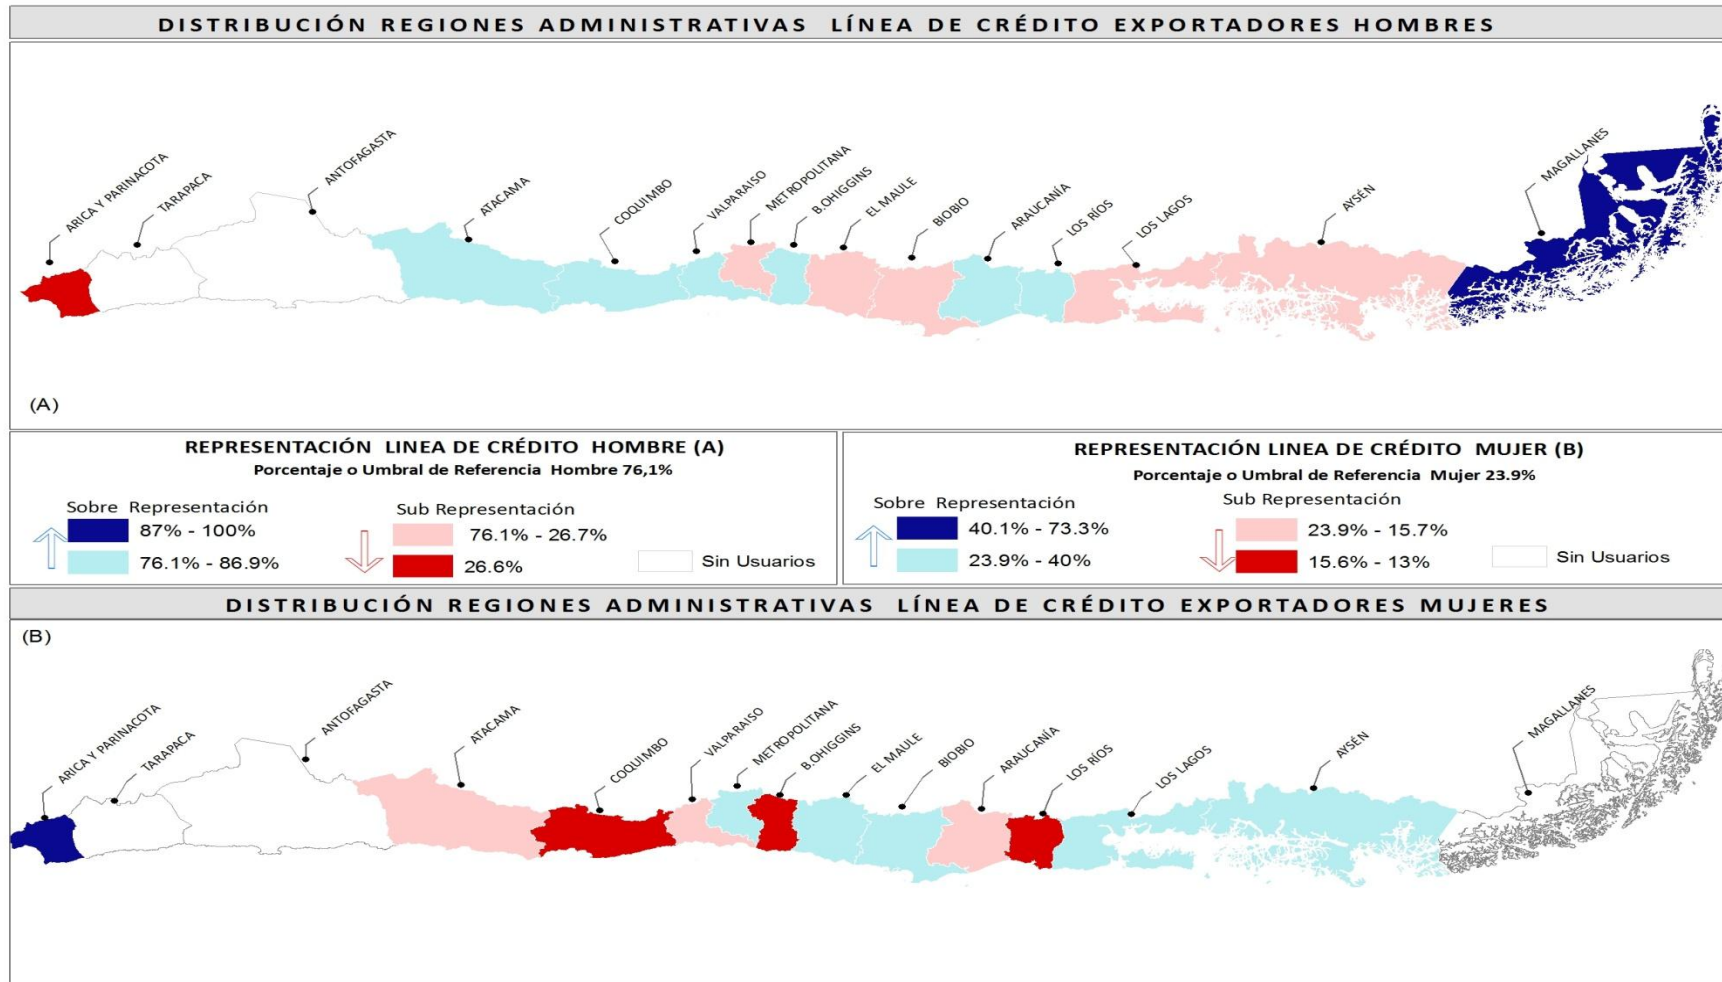 DISTRIBUCIÓN REGIONES ADMINISTRATIVAS LÍNEA DE CRÉDITO EXPORTADORES HOMBRES
ARICA Y PARINACOTA
TARAPACA
ANTOFAGASTA
ATACAMA
COQUIMBO
VALPARAISO
METROPOLITANA
B.OHIGGINS
EL MAULE
BIOBIO
ARAUCANÍA
LOS RÍOS
LOS LAGOS
AYSÉN
MAGALLANES
(A)
REPRESENTACIÓN LINEA DE CRÉDITO HOMBRE (A)
Porcentaje o Umbral de Referencia Hombre 76,1%
Sobre Representación
Sub Representación
87% - 100%
76.1% - 26.7%
76.1% - 86.9%
26.6%
Sin Usuarios
REPRESENTACIÓN LINEA DE CRÉDITO MUJER (B)
Porcentaje o Umbral de Referencia Mujer 23.9%
Sobre Representación
Sub Representación
40.1% - 73.3%
23.9% - 15.7%
23.9% - 40%
15.6% - 13%
Sin Usuarios
DISTRIBUCIÓN REGIONES ADMINISTRATIVAS LÍNEA DE CRÉDITO EXPORTADORES MUJERES
(B)
ARICA Y PARINACOTA
TARAPACA
ANTOFAGASTA
ATACAMA
COQUIMBO
VALPARAISO
METROPOLITANA
B.OHIGGINS
EL MAULE
BIOBIO
ARAUCANÍA
LOS RÍOS
LOS LAGOS
AYSÉN
MAGALLANES